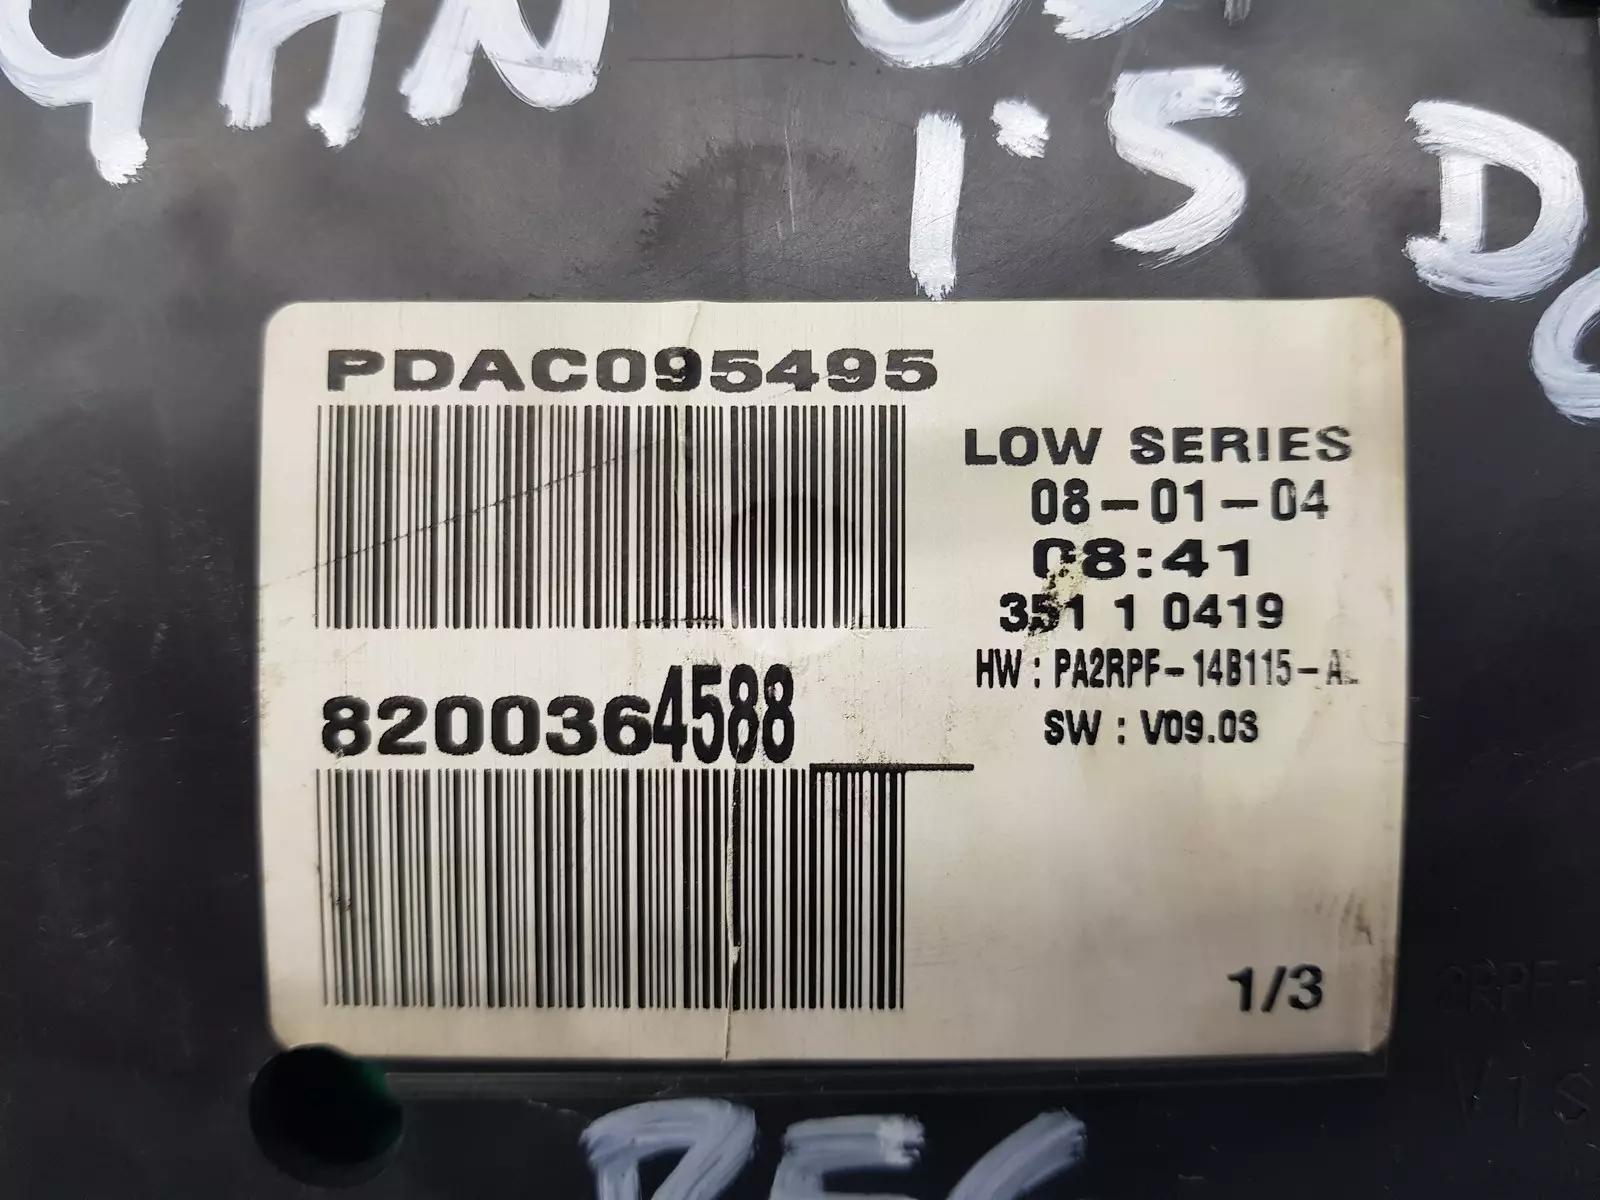 1.5
PDAC095495
LOW SERIES
08-01-04
08:41
351 1 0419
8200364588
HW : PA2RPF-14B115-A
SW : V09.03
1/3